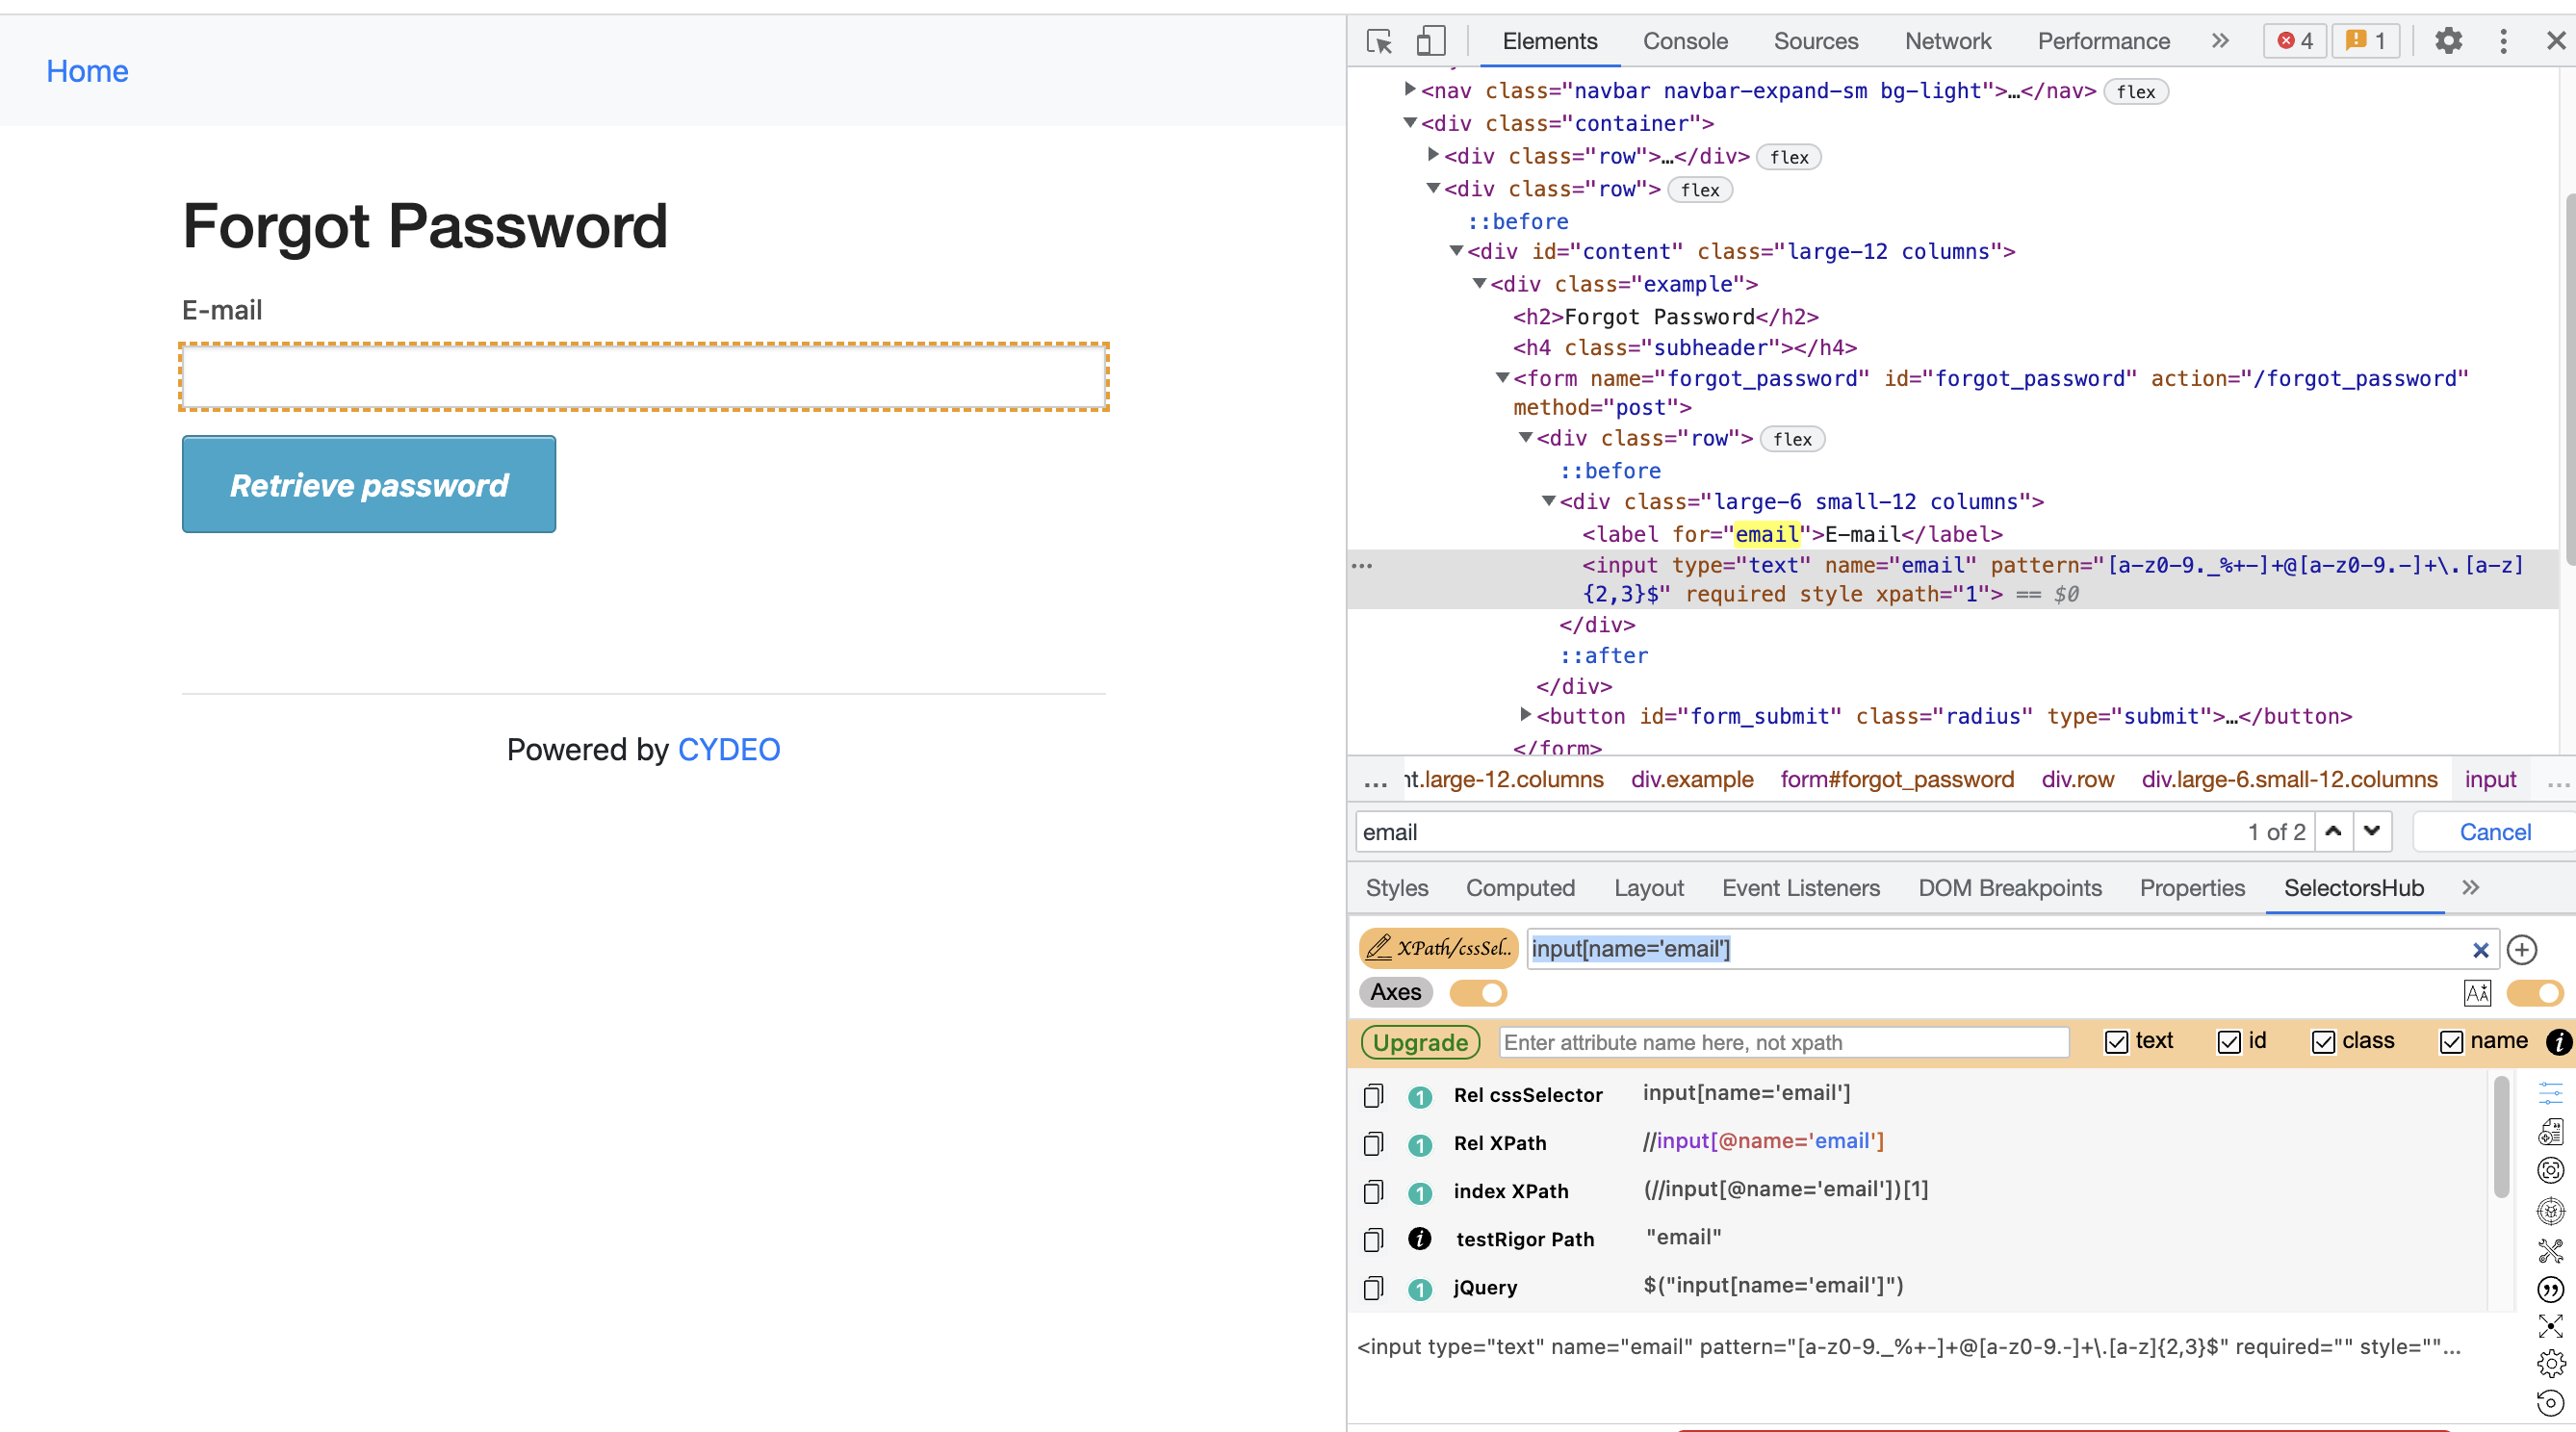 Home
Forgot Password
E-mail
Retrieve password
Powered by CYDEO
Elements Console Sources Network Performance » 4 1
<nav class="navbar navbar-expand-sm bg-light">…</nav> flex
<div class="container">
<div class="row">…</div> flex
<div class="row"> flex
::before
<div id="content" class="large-12 columns">
<div class="example">
<h2>Forgot Password</h2>
<h4 class="subheader"></h4>
<form name="forgot_password" id="forgot_password" action="/forgot_password"
method="post">
<div class="row"> flex
::before
<div class="large-6 small-12 columns">
<label for="email">E-mail</label>
<input type="text" name="email" pattern="[a-z0-9._%+-]+@[a-z0-9.-]+\.[a-z]
{2,3}$" required style xpath="1"> == $0
</div>
::after
</div>
<button id="form_submit" class="radius" type="submit">…</button>
</form>
… nt.large-12.columns div.example form#forgot_password div.row div.large-6.small-12.columns input …
email 1 of 2 Cancel
Styles Computed Layout Event Listeners DOM Breakpoints Properties SelectorsHub »
XPath/cssSel.. input[name='email']
Axes
Upgrade Enter attribute name here, not xpath text id class name
1 Rel cssSelector input[name='email']
1 Rel XPath //input[@name='email']
1 index XPath (//input[@name='email'])[1]
testRigor Path "email"
1 jQuery $("input[name='email']")
<input type="text" name="email" pattern="[a-z0-9._%+-]+@[a-z0-9.-]+\.[a-z]{2,3}$" required="" style=""...